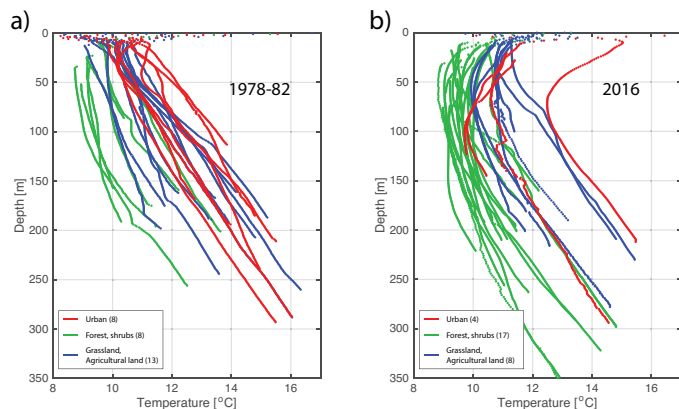 a)
0
50
100
150
200
250
300
350
Depth [m]
1978-82
Urban (8)
Forest, shrubs (8)
Grassland,
Agricultural land (13)
8 10 12 14 16
Temperature [°C]
b)
0
50
100
150
200
250
300
350
Depth [m]
2016
Urban (4)
Forest, shrubs (17)
Grassland,
Agricultural land (8)
8 10 12 14 16
Temperature [°C]